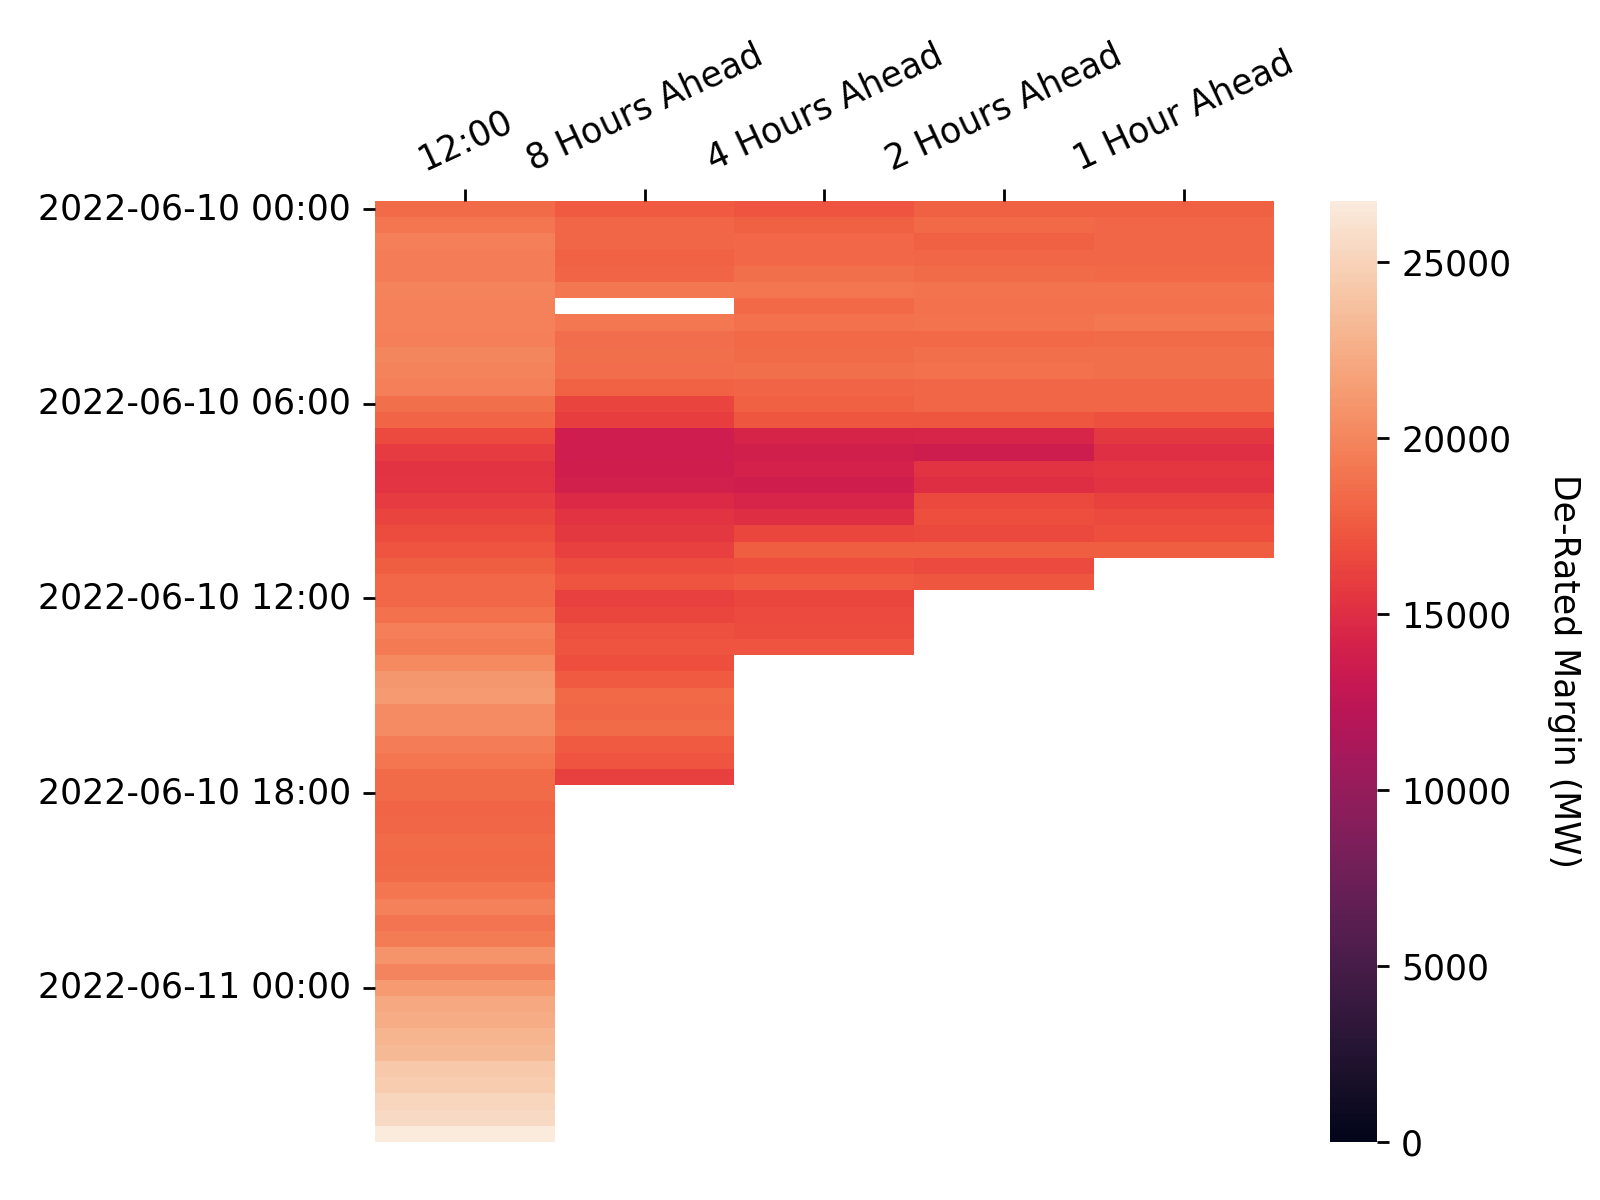 12:00
8 Hours Ahead
4 Hours Ahead
2 Hours Ahead
1 Hour Ahead
2022-06-10 00:00
2022-06-10 06:00
2022-06-10 12:00
2022-06-10 18:00
2022-06-11 00:00
25000
20000
15000
10000
5000
0
De-Rated Margin (MW)